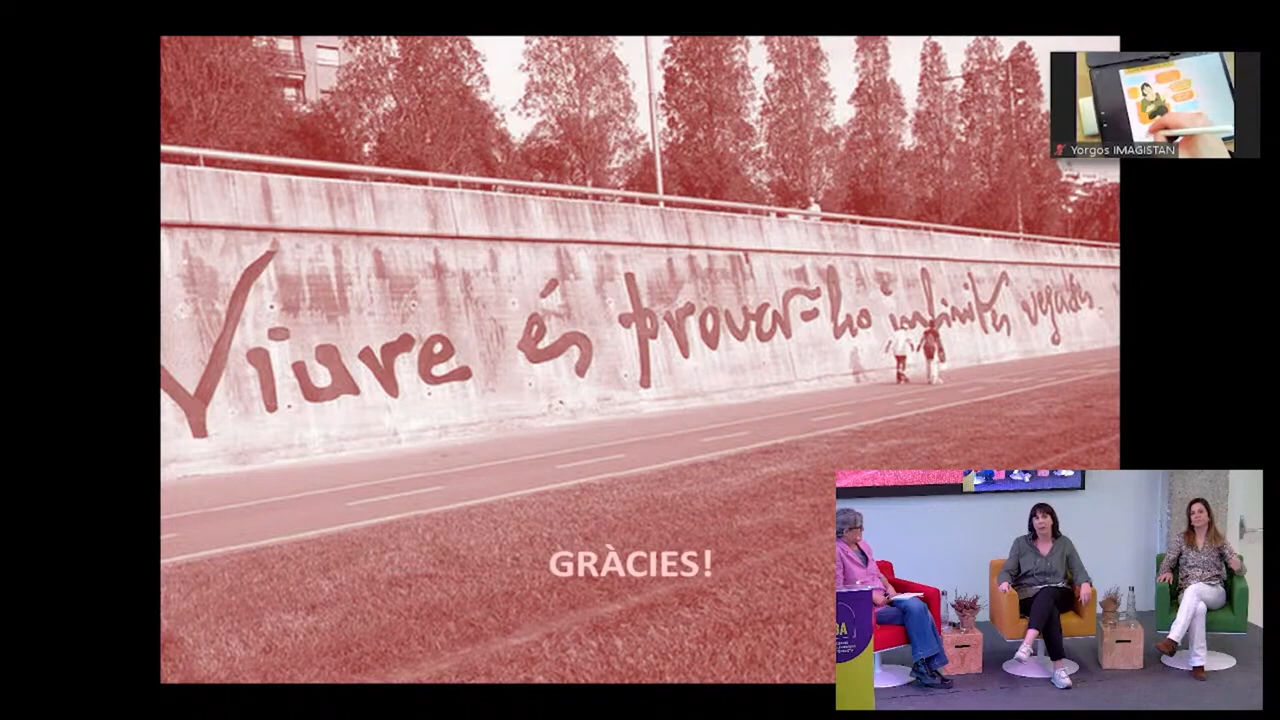 Viure és provar-ho infinites vegades.
GRÀCIES!
Yorgos IMAGISTAN